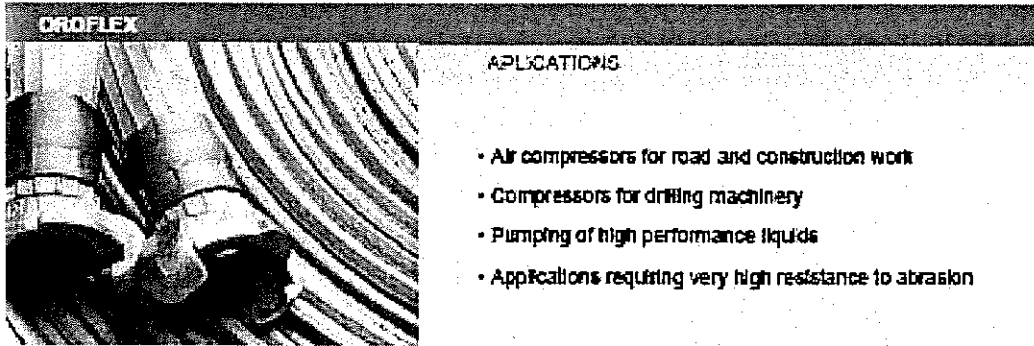 OROFLEX
APLICATIONS
• Air compressors for road and construction work
• Compressors for drilling machinery
• Pumping of high performance liquids
• Applications requiring very high resistance to abrasion